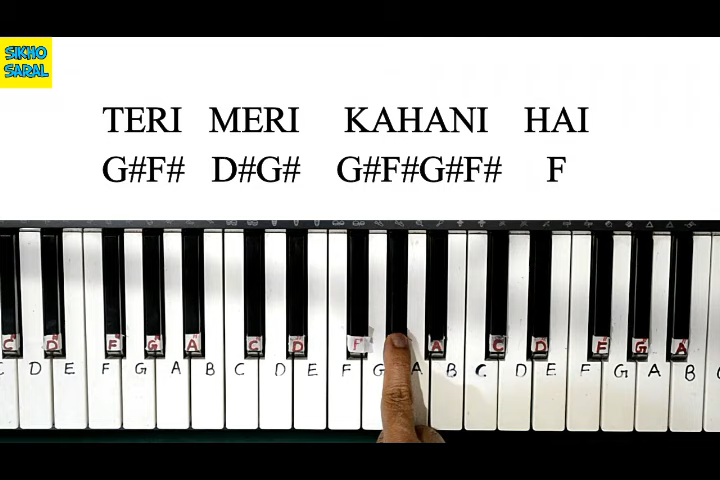 SIKHO
SARAL
TERI MERI KAHANI HAI
G#F# D#G# G#F#G#F# F
C# D# F# G# A# C# D# F# A# C# D# F# G# A#
C D E F G A B C D E F G A B C D E F G A B C